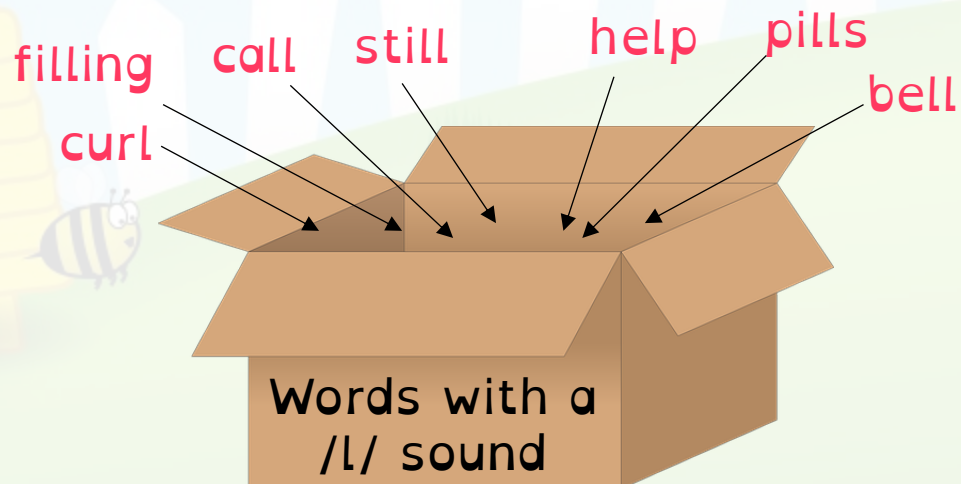 filling
call
still
help
pills
bell
curl
Words with a
/l/ sound